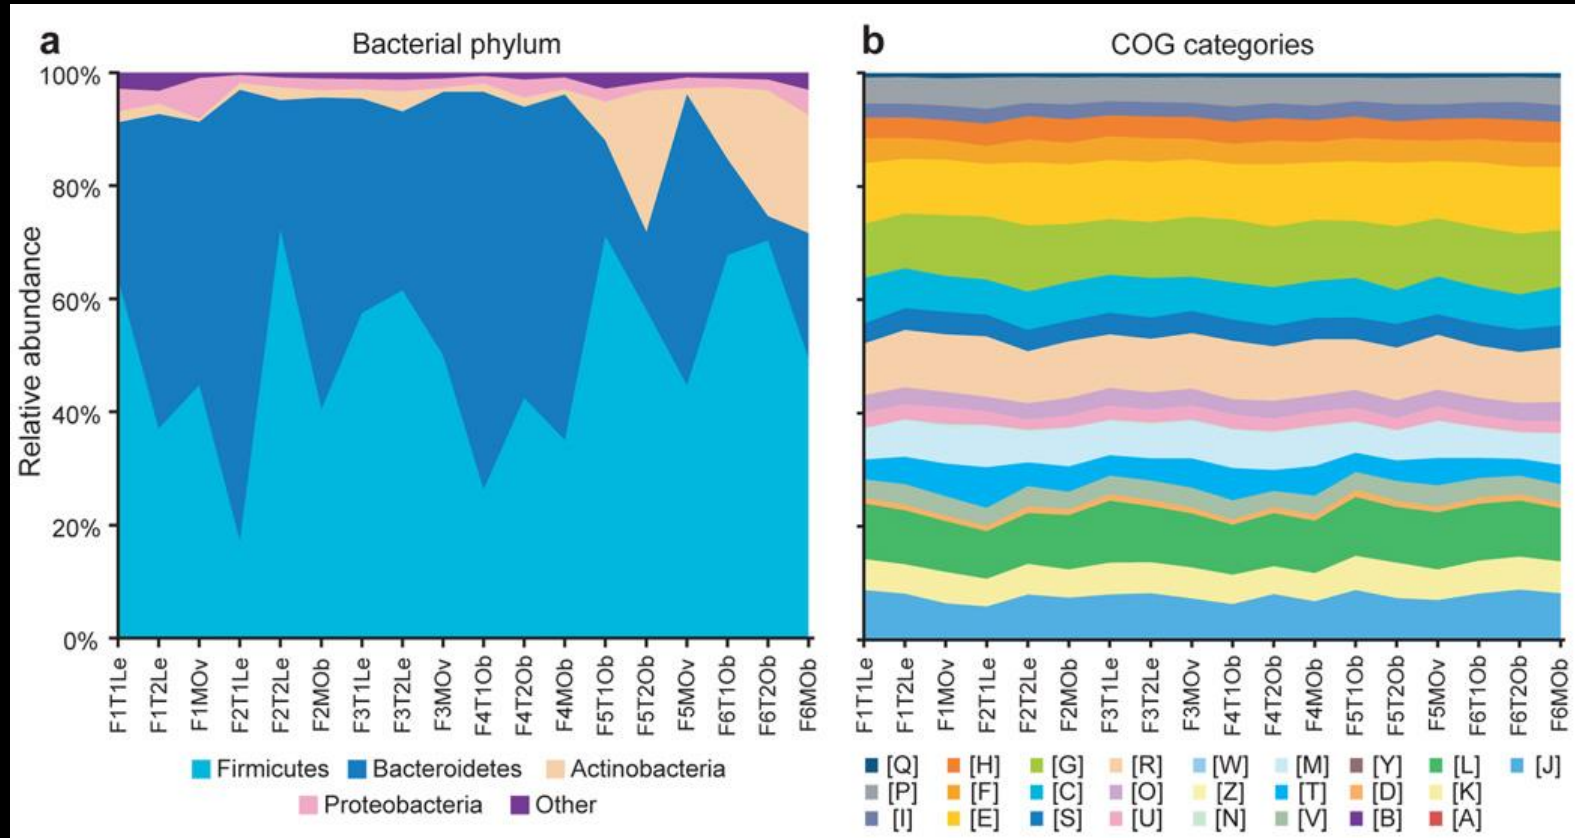 a
Bacterial phylum
Relative abundance
100%
80%
60%
40%
20%
0%
F1T1Le
F1T2Le
F1MOv
F2T1Le
F2T2Le
F2MOb
F3T1Le
F3T2Le
F3MOv
F4T1Ob
F4T2Ob
F4MOb
F5T1Ob
F5T2Ob
F5MOv
F6T1Ob
F6T2Ob
F6MOb
Firmicutes Bacteroidetes Actinobacteria
Proteobacteria Other
b
COG categories
F1T1Le
F1T2Le
F1MOv
F2T1Le
F2T2Le
F2MOb
F3T1Le
F3T2Le
F3MOv
F4T1Ob
F4T2Ob
F4MOb
F5T1Ob
F5T2Ob
F5MOv
F6T1Ob
F6T2Ob
F6MOb
[Q] [H] [G] [R] [W] [M] [Y] [L] [J]
[P] [F] [C] [O] [Z] [T] [D] [K]
[I] [E] [S] [U] [N] [V] [B] [A]